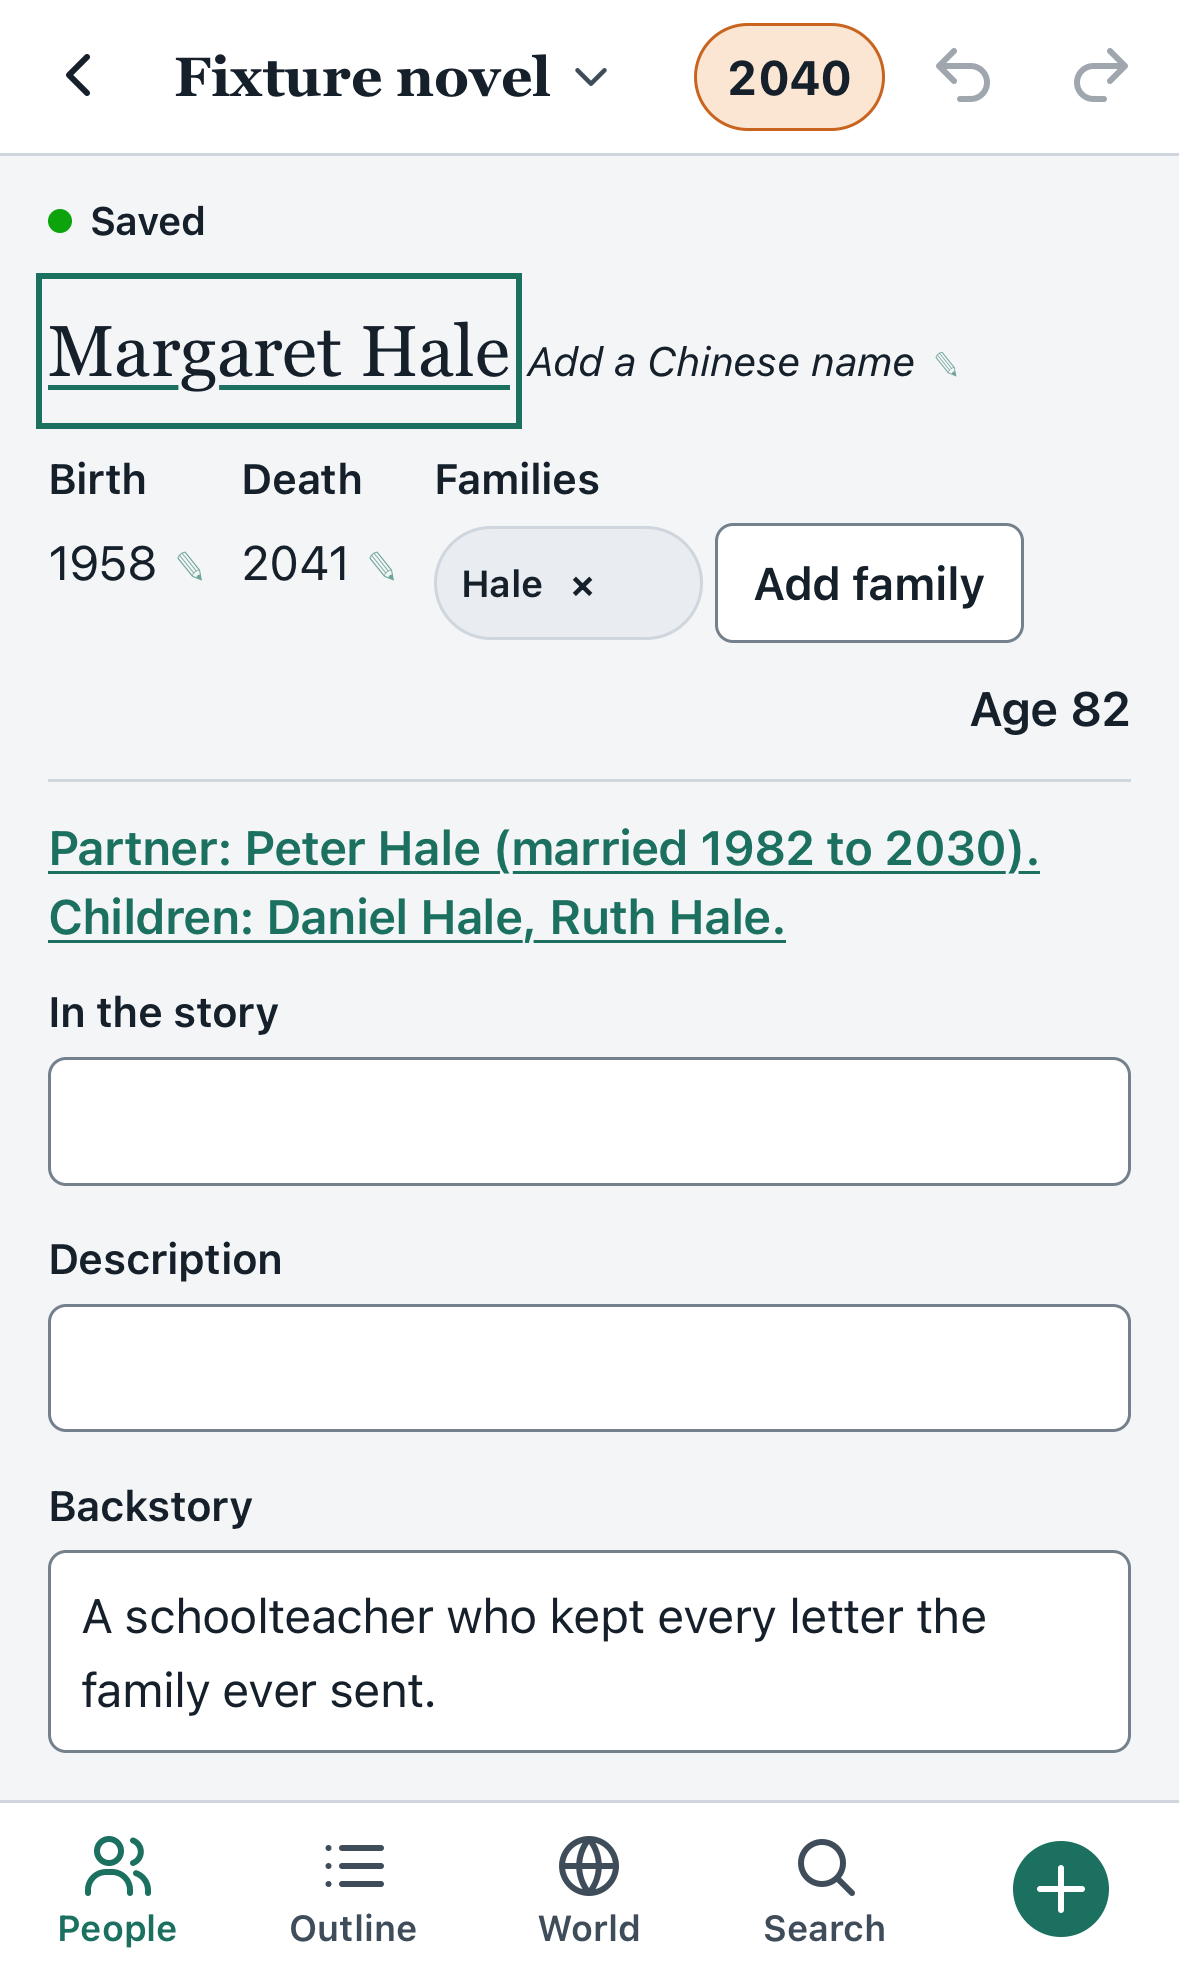 Fixture novel
2040
Saved
Margaret Hale
Add a Chinese name
Birth
Death
Families
1958
2041
Hale ×
Add family
Age 82
Partner: Peter Hale (married 1982 to 2030).
Children: Daniel Hale, Ruth Hale.
In the story
Description
Backstory
A schoolteacher who kept every letter the
family ever sent.
People
Outline
World
Search